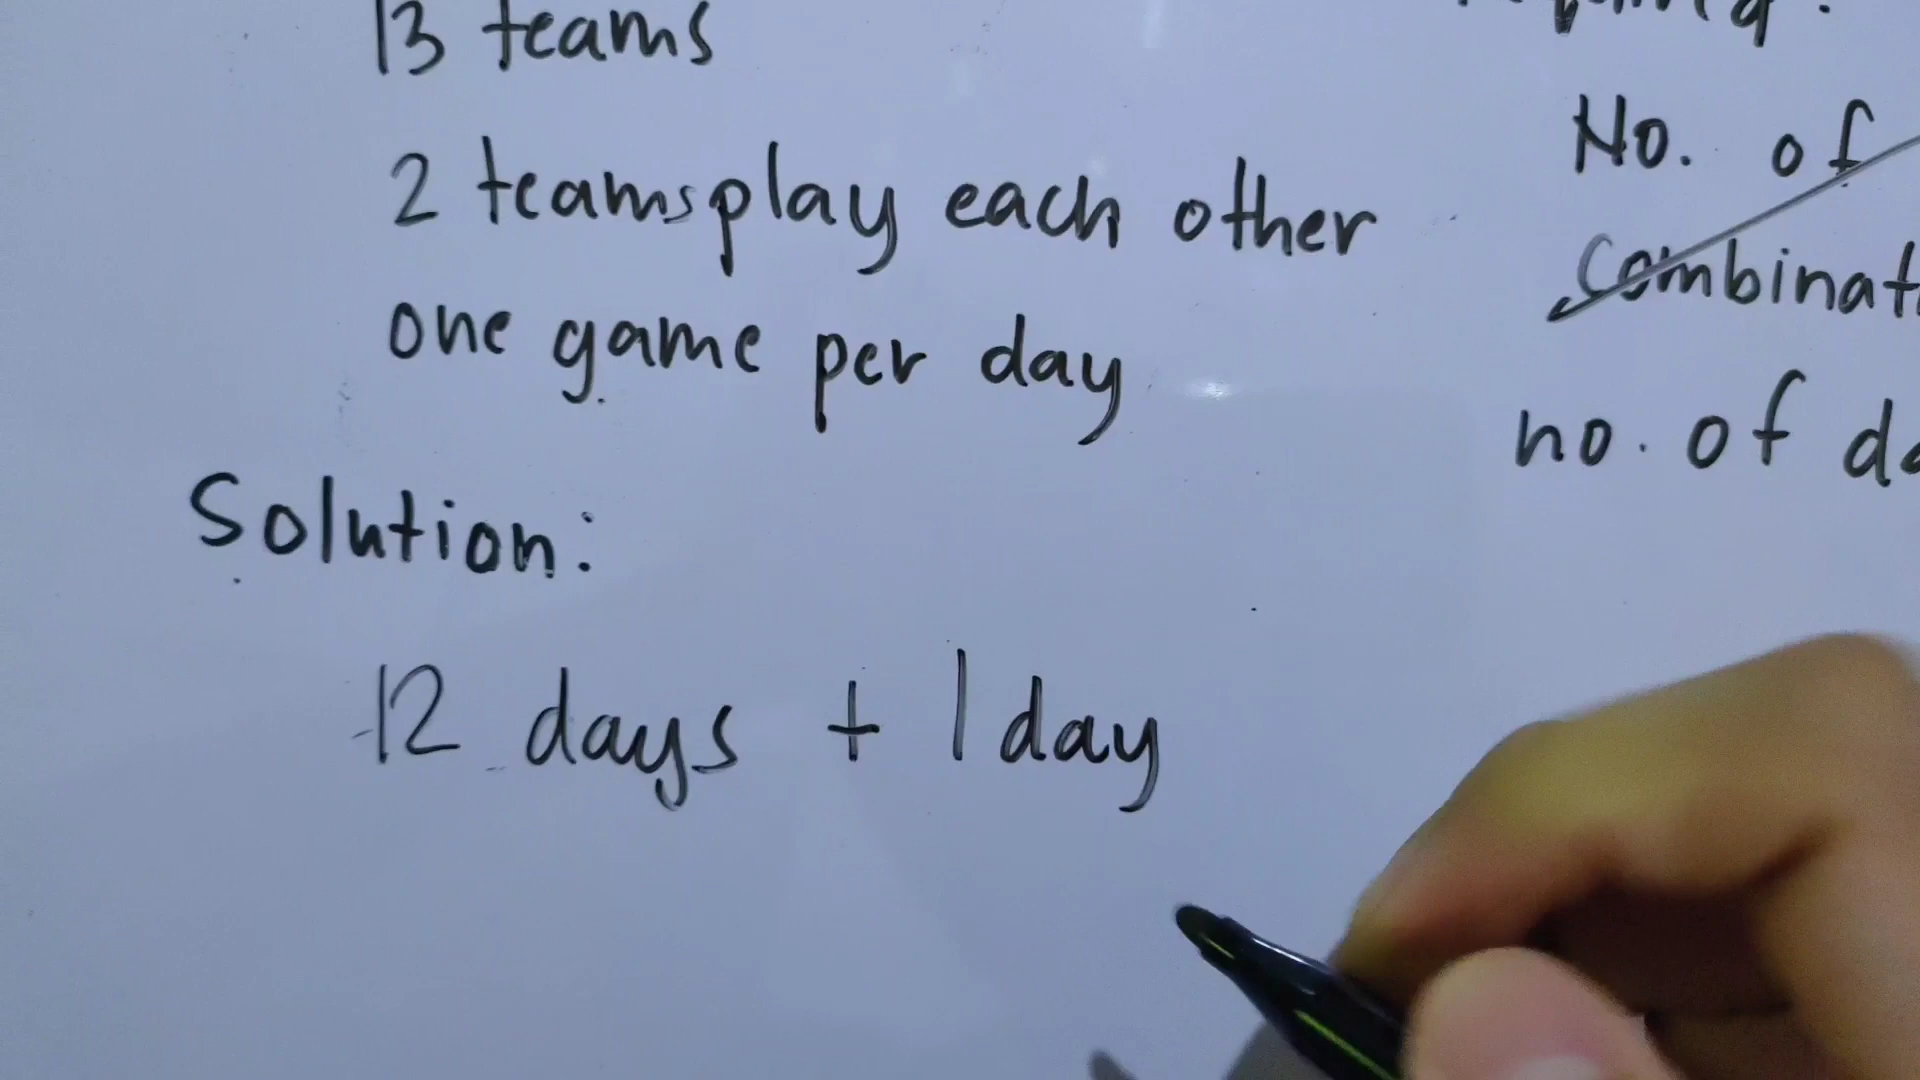 13 teams
2 teams play each other
one game per day
No. of
no. of
Solution:
12 days + 1 day